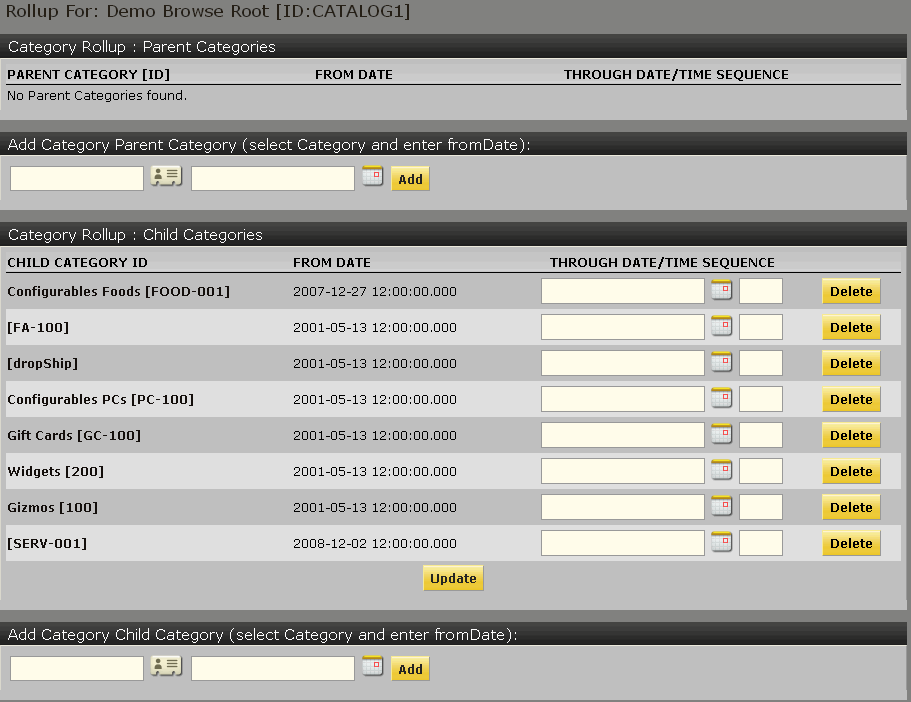 Rollup For: Demo Browse Root [ID:CATALOG1]
Category Rollup : Parent Categories
PARENT CATEGORY [ID] FROM DATE THROUGH DATE/TIME SEQUENCE
No Parent Categories found.
Add Category Parent Category (select Category and enter fromDate):
Add
Category Rollup : Child Categories
CHILD CATEGORY ID FROM DATE THROUGH DATE/TIME SEQUENCE
Configurables Foods [FOOD-001] 2007-12-27 12:00:00.000 Delete
[FA-100] 2001-05-13 12:00:00.000 Delete
[dropShip] 2001-05-13 12:00:00.000 Delete
Configurables PCs [PC-100] 2001-05-13 12:00:00.000 Delete
Gift Cards [GC-100] 2001-05-13 12:00:00.000 Delete
Widgets [200] 2001-05-13 12:00:00.000 Delete
Gizmos [100] 2001-05-13 12:00:00.000 Delete
[SERV-001] 2008-12-02 12:00:00.000 Delete
Update
Add Category Child Category (select Category and enter fromDate):
Add